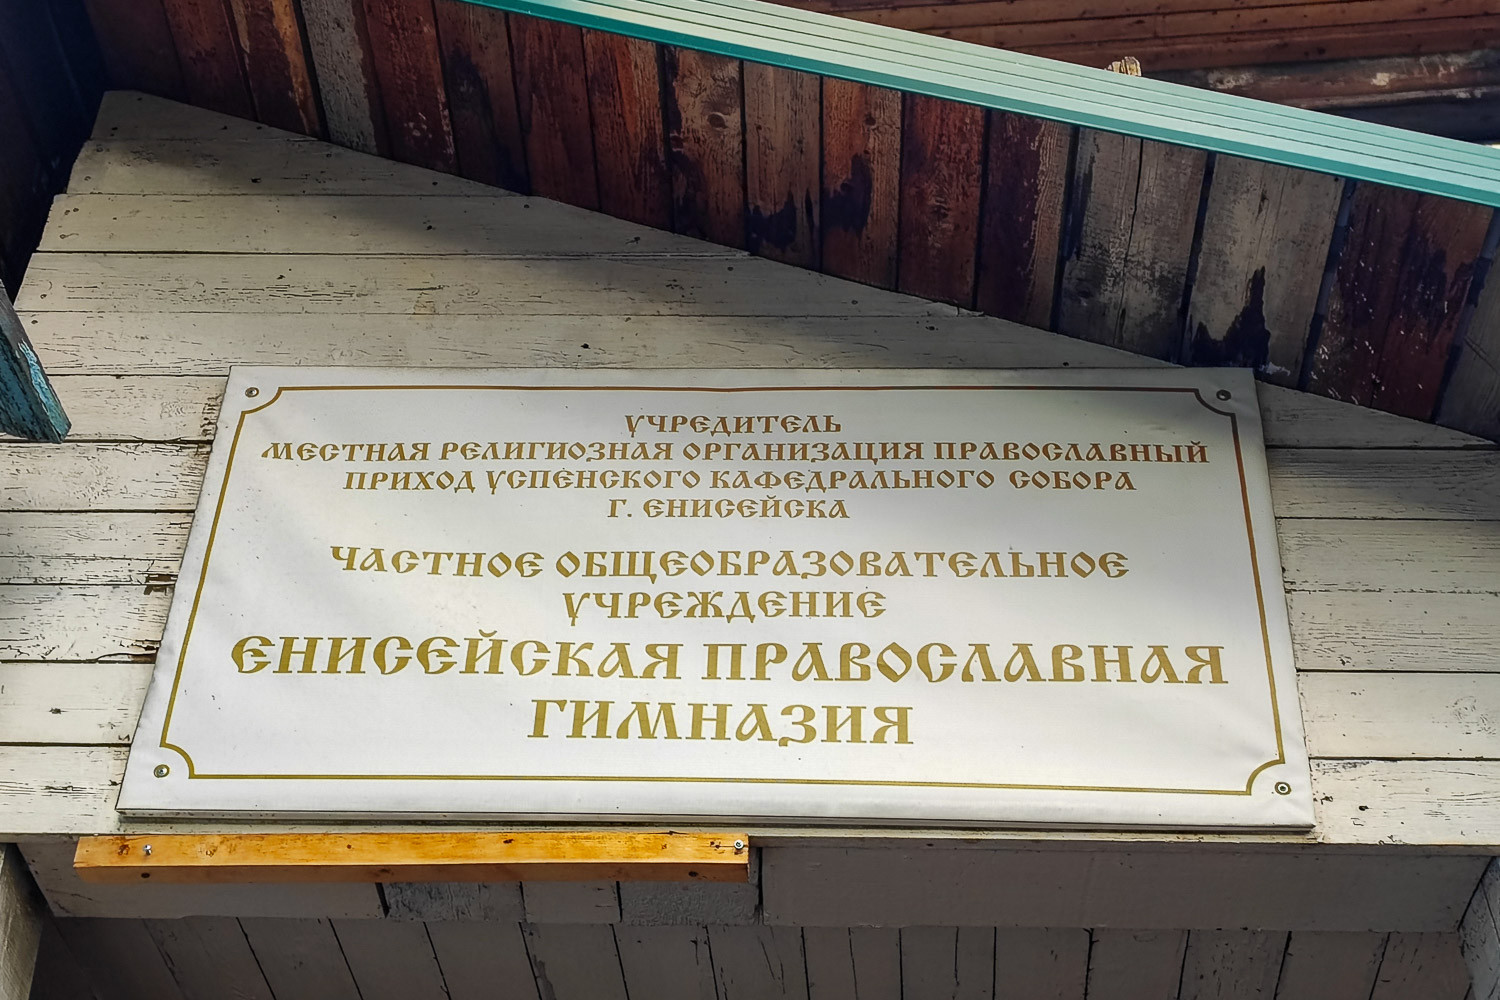 УЧРЕДИТЕЛЬ
МЕСТНАЯ РЕЛИГИОЗНАЯ ОРГАНИЗАЦИЯ ПРАВОСЛАВНЫЙ
ПРИХОД УСПЕНСКОГО КАФЕДРАЛЬНОГО СОБОРА
Г. ЕНИСЕЙСКА
ЧАСТНОЕ ОБЩЕОБРАЗОВАТЕЛЬНОЕ
УЧРЕЖДЕНИЕ
ЕНИСЕЙСКАЯ ПРАВОСЛАВНАЯ
ГИМНАЗИЯ